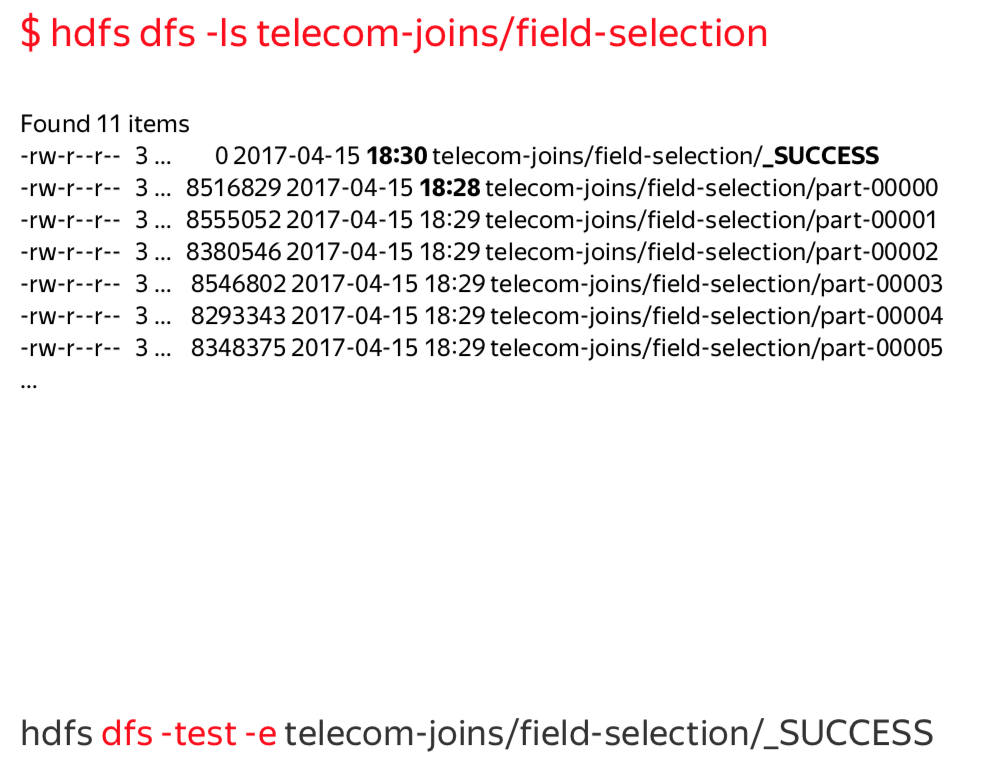 $ hdfs dfs -ls telecom-joins/field-selection
Found 11 items
-rw-r--r-- 3 ... 0 2017-04-15 18:30 telecom-joins/field-selection/_SUCCESS
-rw-r--r-- 3 ... 8516829 2017-04-15 18:28 telecom-joins/field-selection/part-00000
-rw-r--r-- 3 ... 8555052 2017-04-15 18:29 telecom-joins/field-selection/part-00001
-rw-r--r-- 3 ... 8380546 2017-04-15 18:29 telecom-joins/field-selection/part-00002
-rw-r--r-- 3 ... 8546802 2017-04-15 18:29 telecom-joins/field-selection/part-00003
-rw-r--r-- 3 ... 8293343 2017-04-15 18:29 telecom-joins/field-selection/part-00004
-rw-r--r-- 3 ... 8348375 2017-04-15 18:29 telecom-joins/field-selection/part-00005
...
hdfs dfs -test -e telecom-joins/field-selection/_SUCCESS